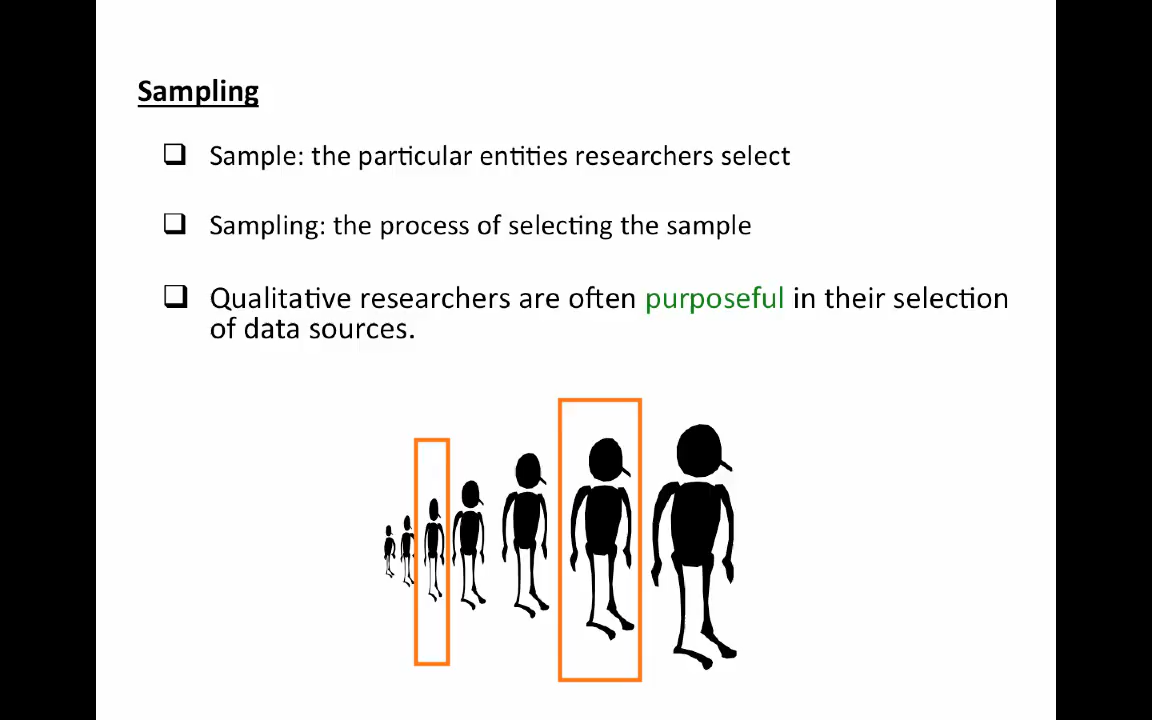 Sampling
Sample: the particular entities researchers select
Sampling: the process of selecting the sample
Qualitative researchers are often purposeful in their selection
of data sources.